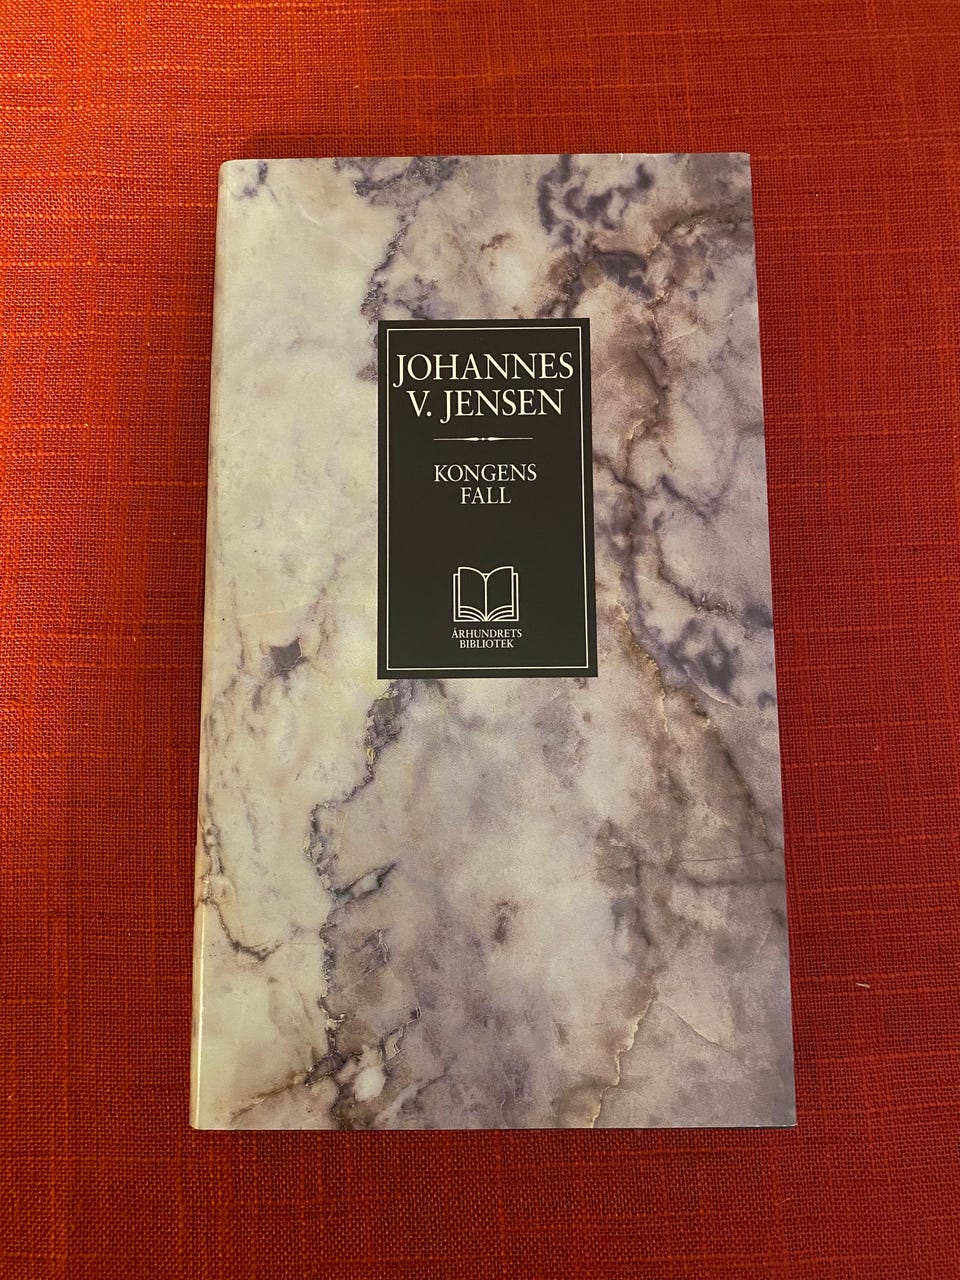 JOHANNES
V. JENSEN
KONGENS
FALL
ÅRHUNDRETS
BIBLIOTEK